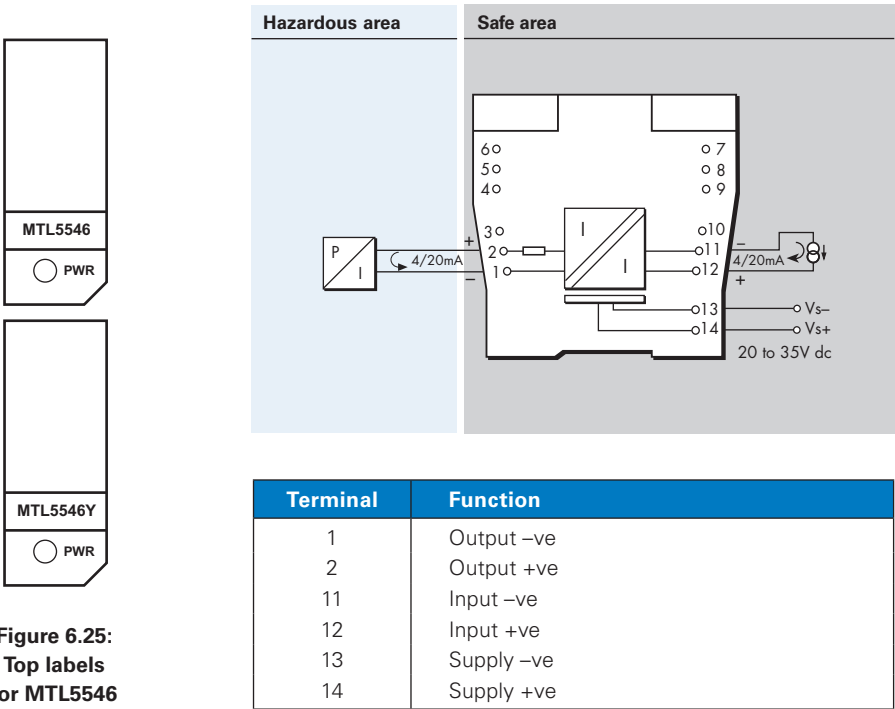 MTL5546
PWR
MTL5546Y
PWR
Figure 6.25:
Top labels
or MTL5546
Hazardous area
Safe area
6
5
4
3
2
1
7
8
9
10
11
12
13
14
P
I
4/20mA
+
–
I
I
–
4/20mA
+
Vs–
Vs+
20 to 35V dc
Terminal Function
1 Output –ve
2 Output +ve
11 Input –ve
12 Input +ve
13 Supply –ve
14 Supply +ve